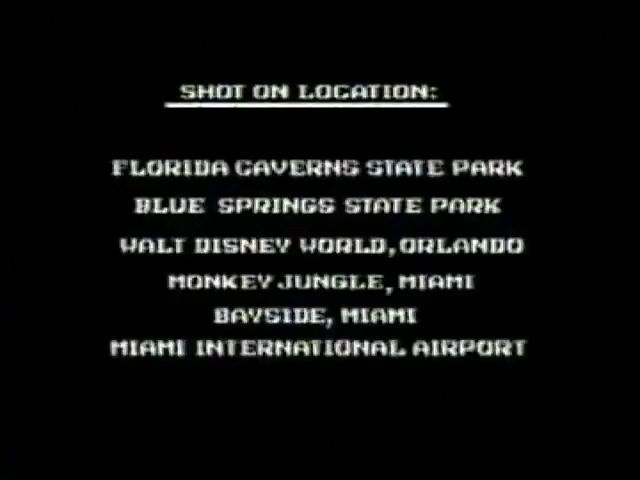 SHOT ON LOCATION:
FLORIDA CAVERNS STATE PARK
BLUE SPRINGS STATE PARK
WALT DISNEY WORLD, ORLANDO
MONKEY JUNGLE, MIAMI
BAYSIDE, MIAMI
MIAMI INTERNATIONAL AIRPORT